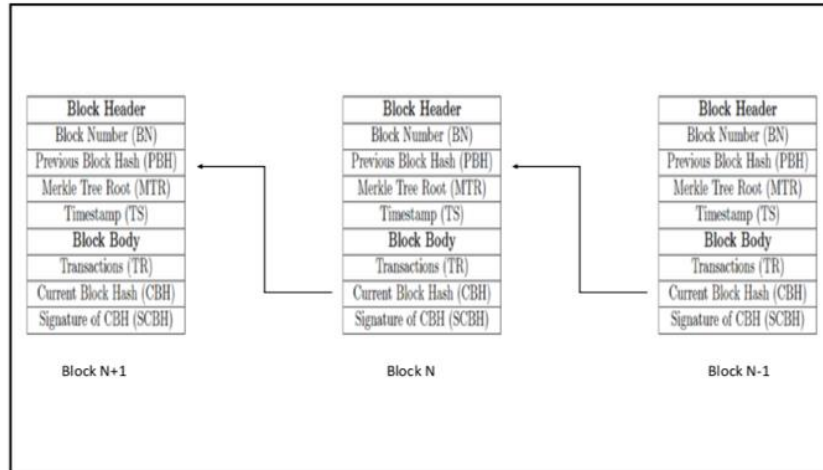 Block Header
Block Number (BN)
Previous Block Hash (PBH)
Merkle Tree Root (MTR)
Timestamp (TS)
Block Body
Transactions (TR)
Current Block Hash (CBH)
Signature of CBH (SCBH)
Block N+1
Block Header
Block Number (BN)
Previous Block Hash (PBH)
Merkle Tree Root (MTR)
Timestamp (TS)
Block Body
Transactions (TR)
Current Block Hash (CBH)
Signature of CBH (SCBH)
Block N
Block Header
Block Number (BN)
Previous Block Hash (PBH)
Merkle Tree Root (MTR)
Timestamp (TS)
Block Body
Transactions (TR)
Current Block Hash (CBH)
Signature of CBH (SCBH)
Block N-1